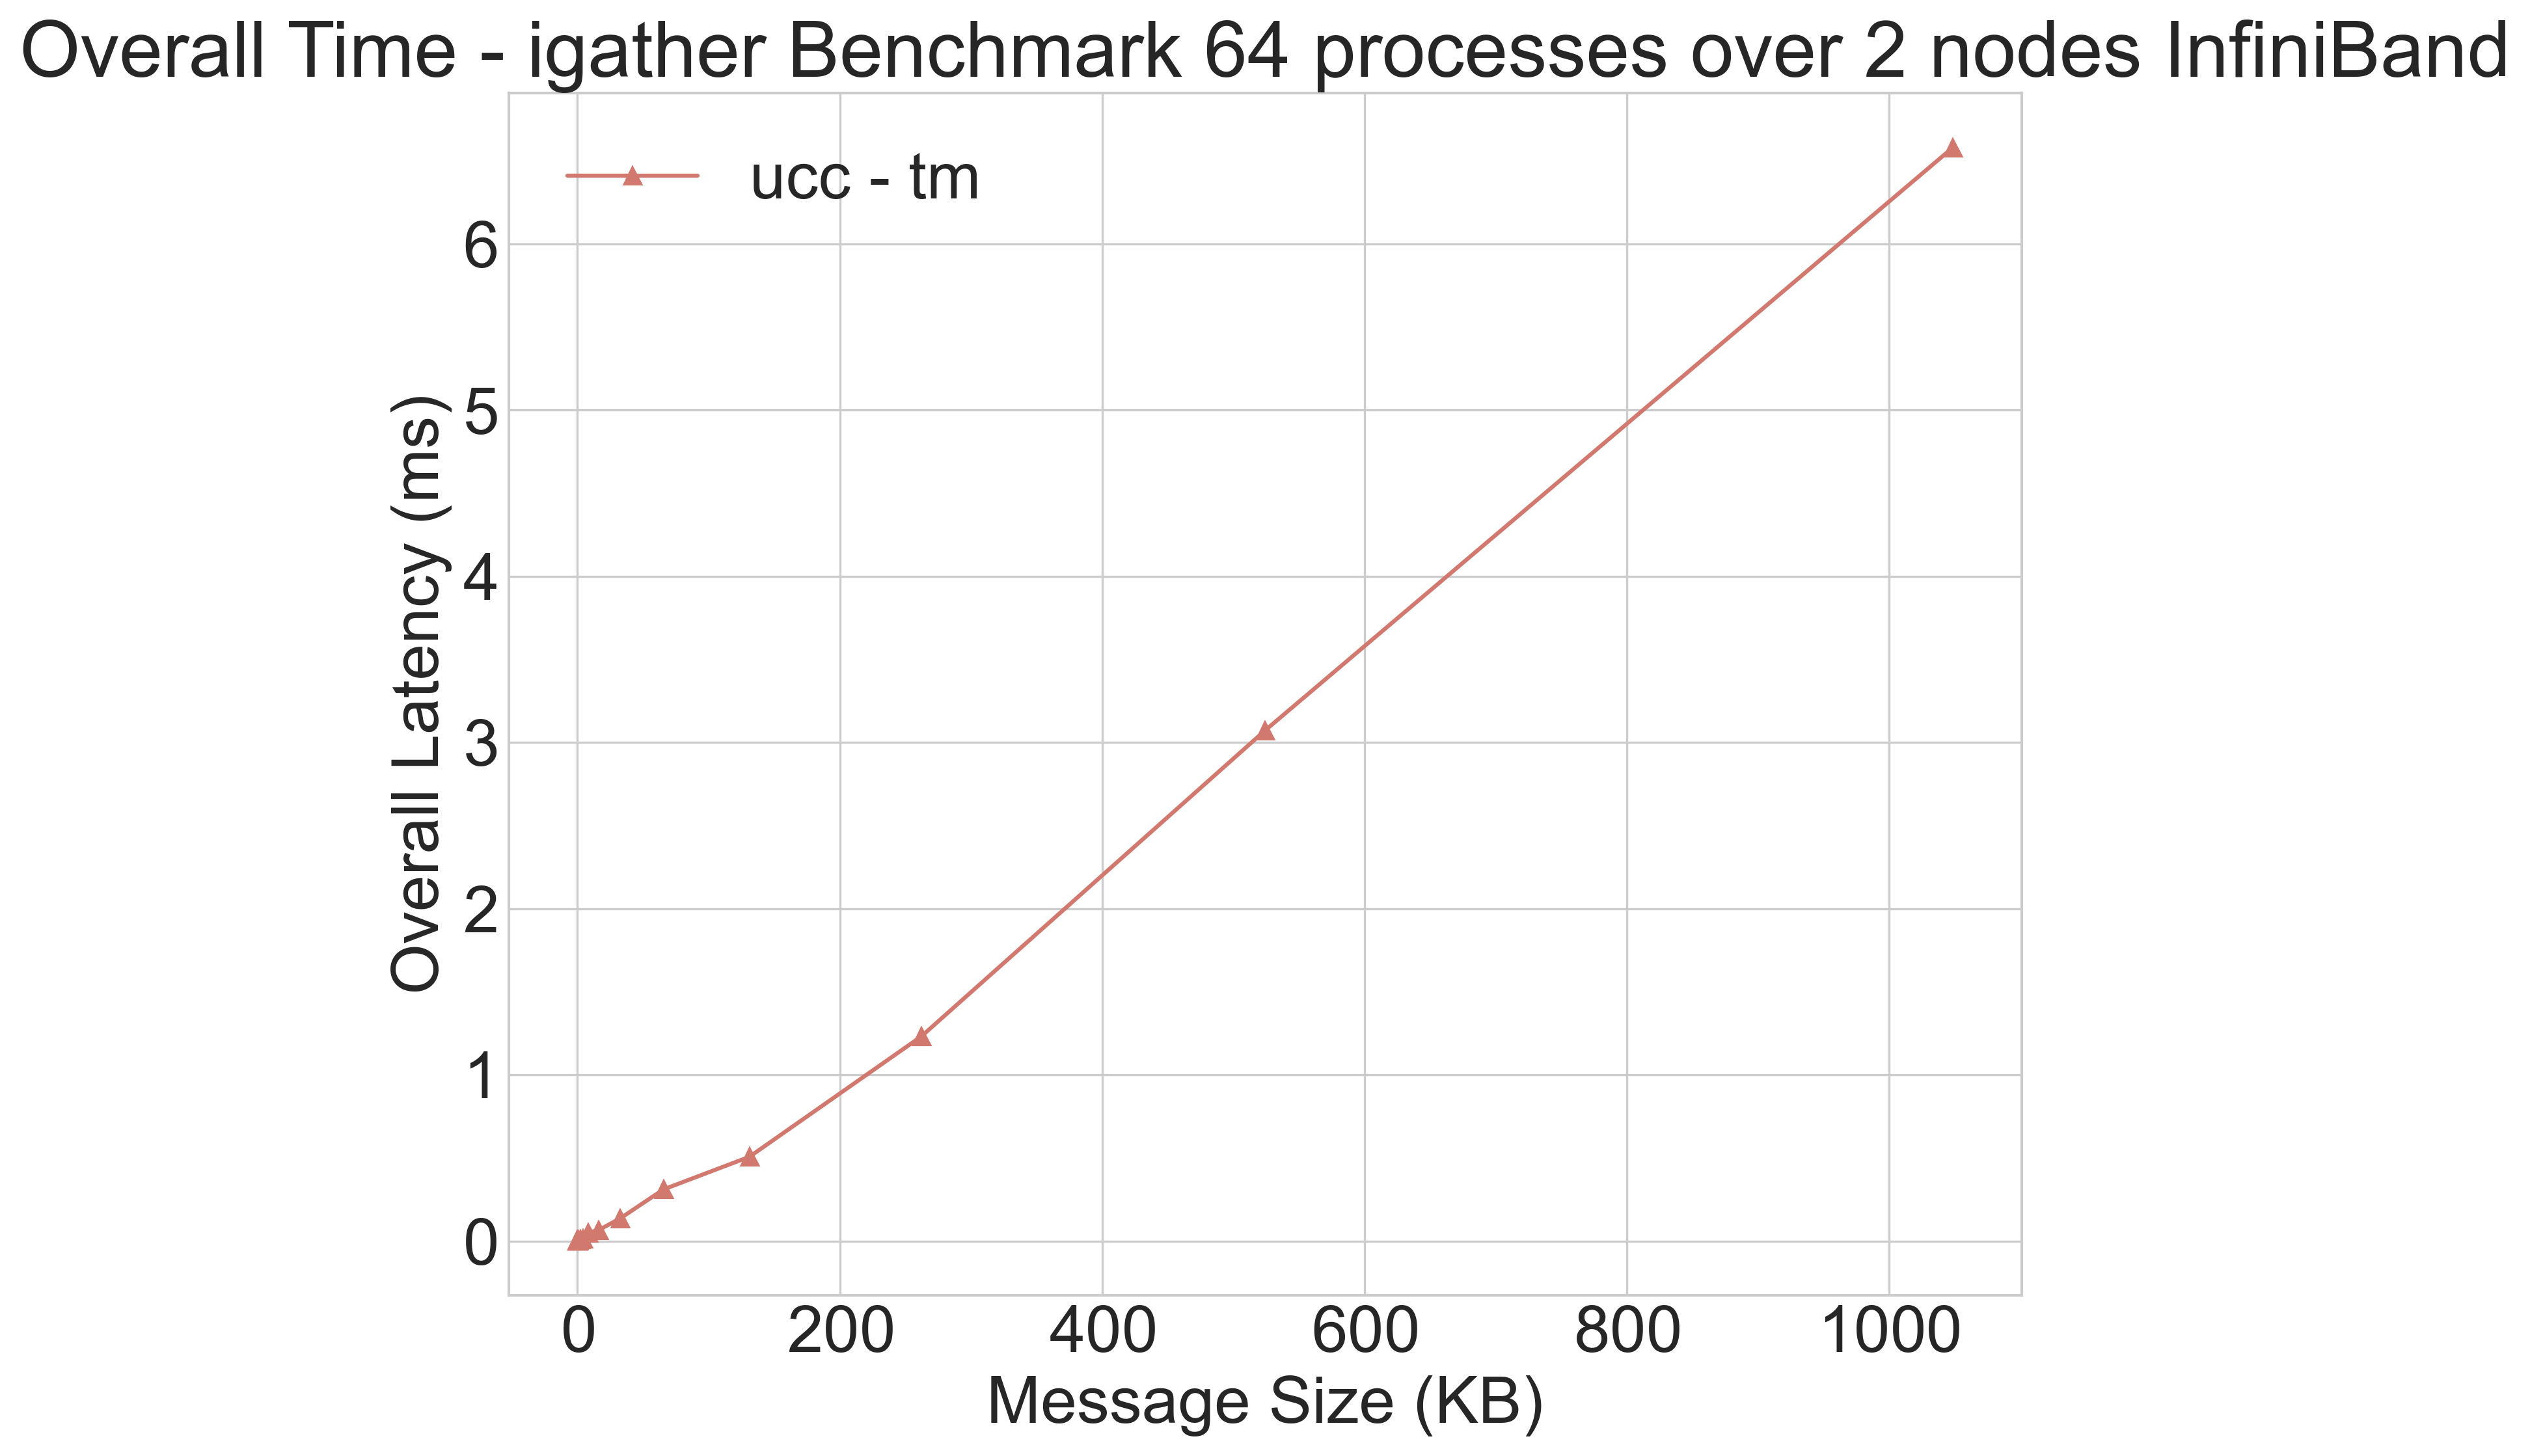 Overall Time - igather Benchmark 64 processes over 2 nodes InfiniBand
ucc - tm
6
5
4
3
2
1
0
Overall Latency (ms)
0 200 400 600 800 1000
Message Size (KB)